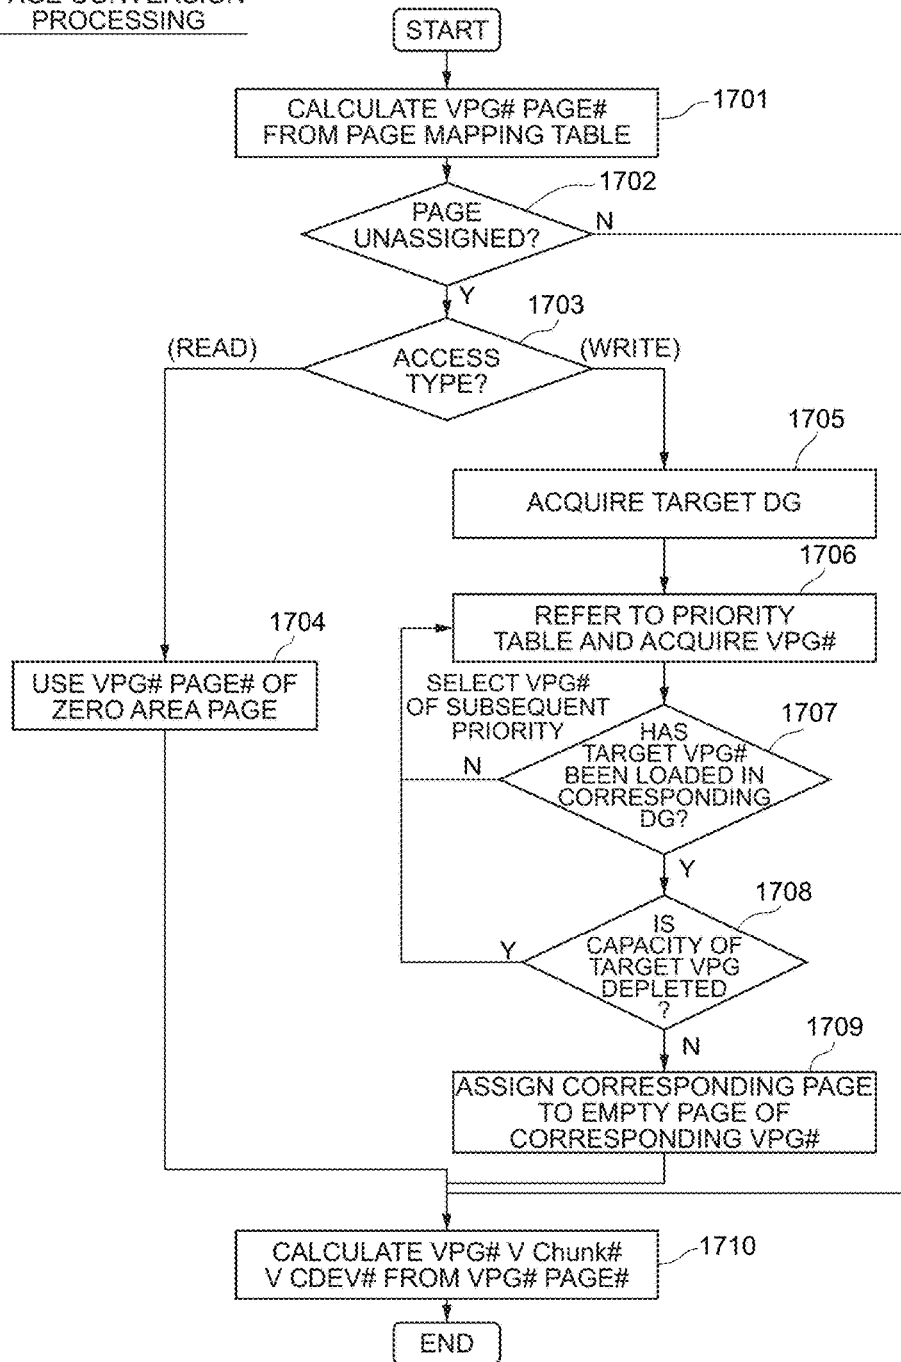 PROCESSING
START
CALCULATE VPG# PAGE#
FROM PAGE MAPPING TABLE
1701
1702
PAGE
UNASSIGNED?
N
Y
1703
(READ)
ACCESS
TYPE?
(WRITE)
1705
ACQUIRE TARGET DG
1706
REFER TO PRIORITY
TABLE AND ACQUIRE VPG#
1704
USE VPG# PAGE# OF
ZERO AREA PAGE
SELECT VPG#
OF SUBSEQUENT
PRIORITY
1707
HAS
TARGET VPG#
BEEN LOADED IN
CORRESPONDING
DG?
N
Y
1708
IS
CAPACITY OF
TARGET VPG
DEPLETED
?
Y
N
1709
ASSIGN CORRESPONDING PAGE
TO EMPTY PAGE OF
CORRESPONDING VPG#
CALCULATE VPG# V Chunk#
V CDEV# FROM VPG# PAGE#
1710
END